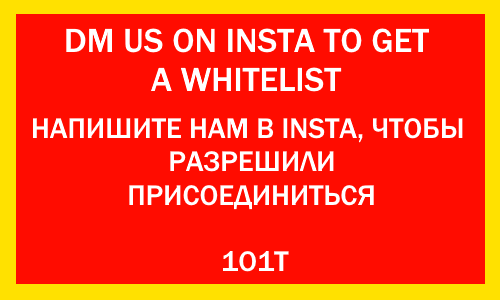 DM US ON INSTA TO GET
A WHITELIST
НАПИШИТЕ НАМ В INSTA, ЧТОБЫ
РАЗРЕШИЛИ
ПРИСОЕДИНИТЬСЯ
101T